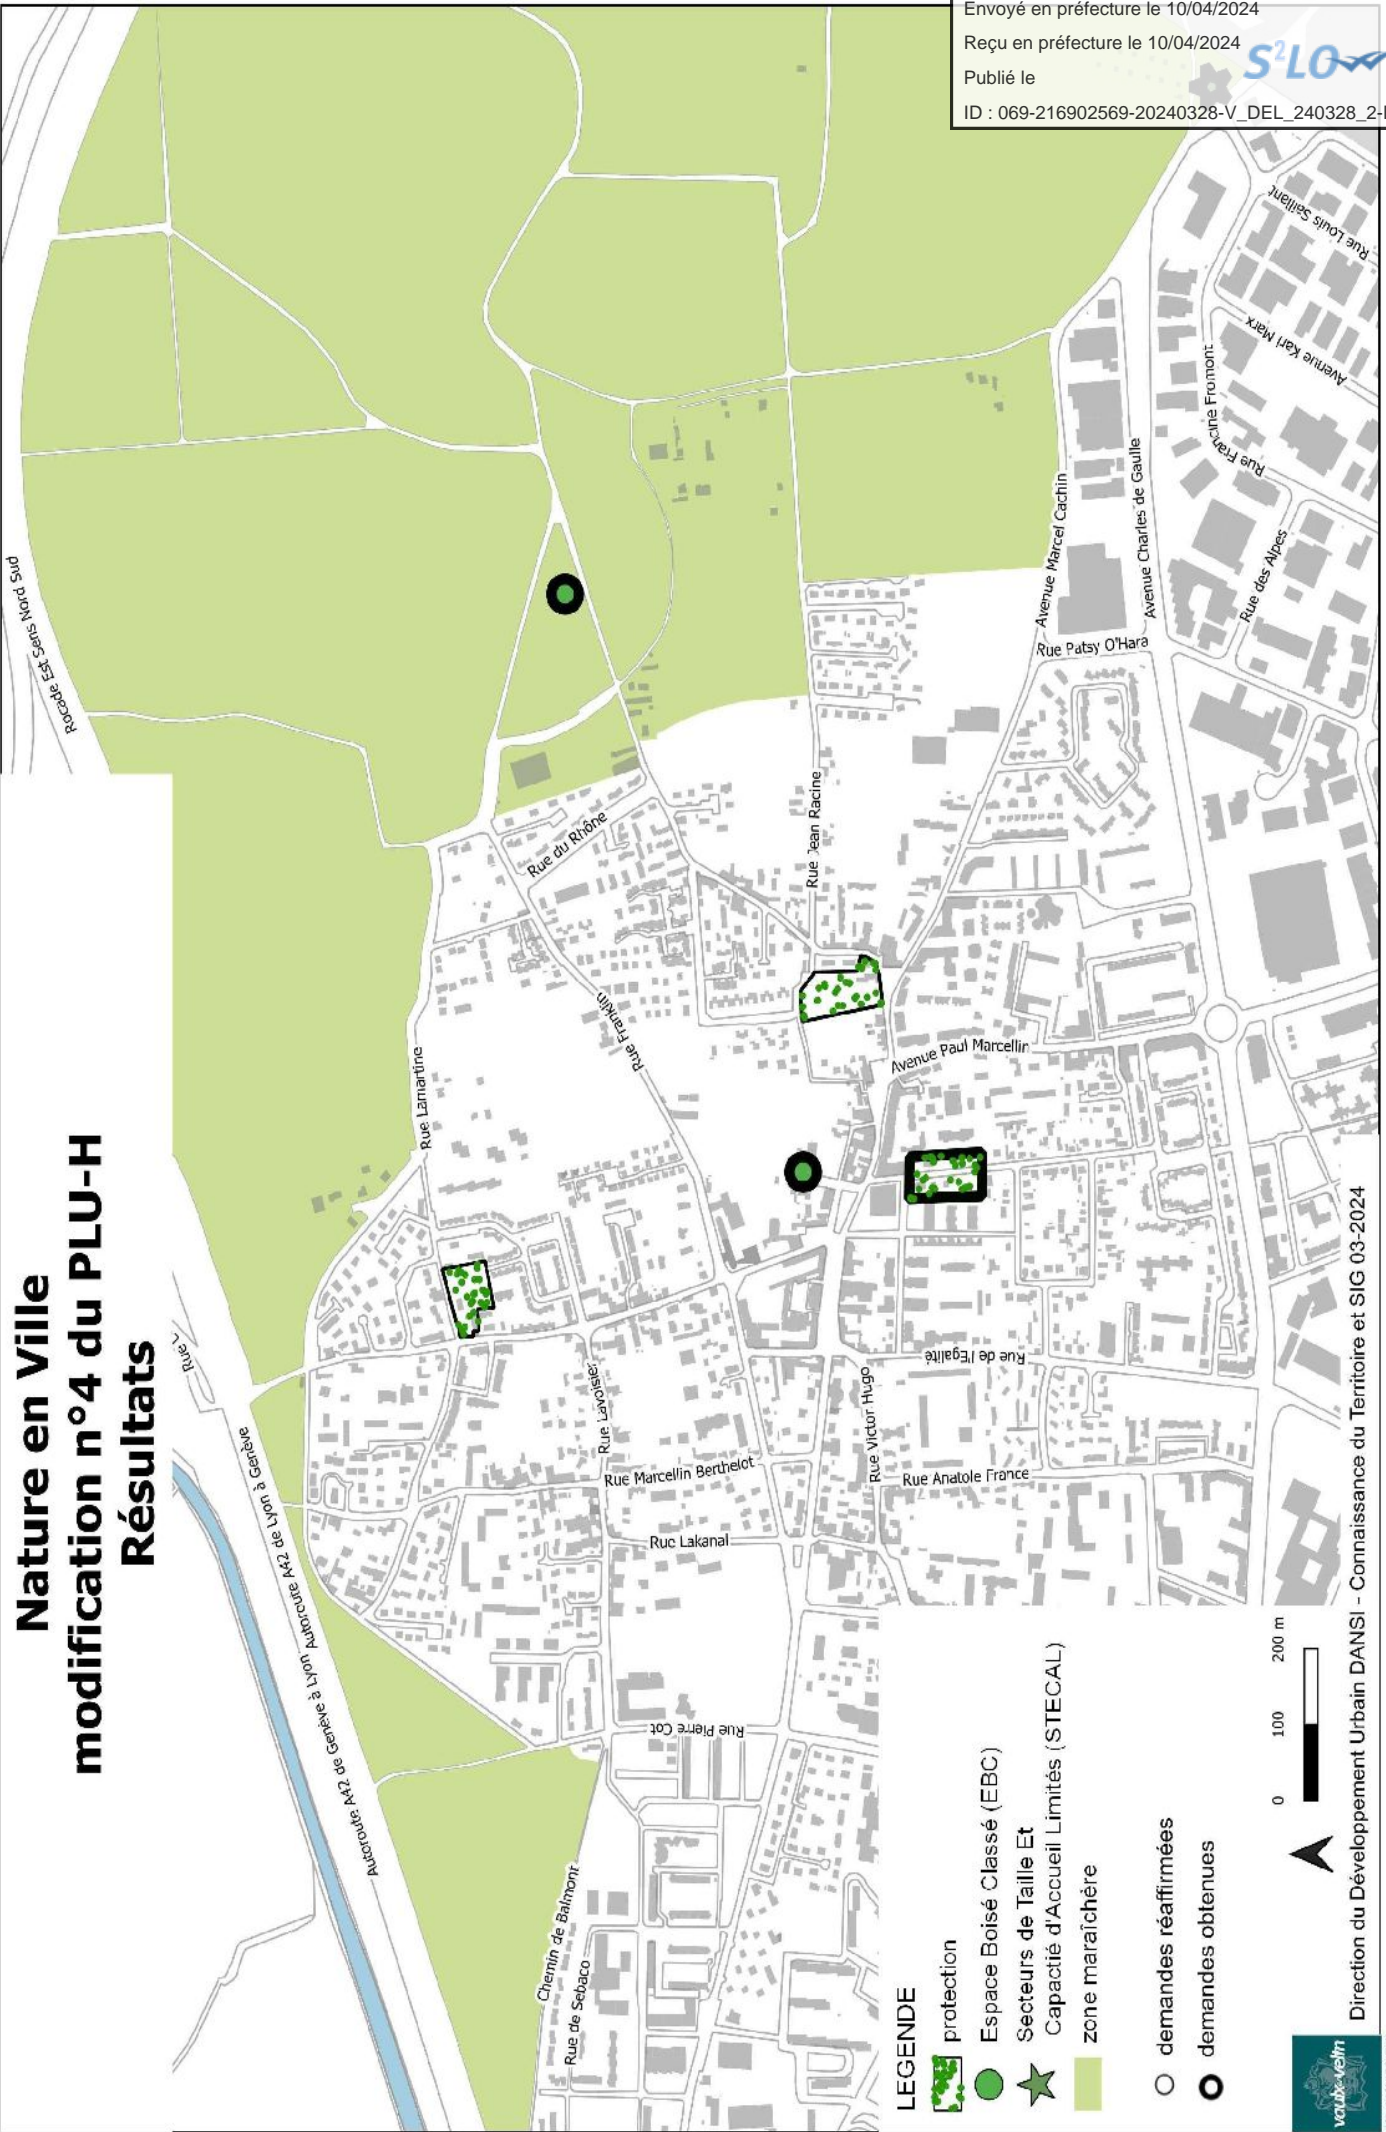 Envoyé en préfecture le 10/04/2024
Reçu en préfecture le 10/04/2024
Publié le
S²LO
ID : 069-216902569-20240328-V_DEL_240328_2-
Nature en Ville
modification n°4 du PLU-H
Résultats
Rocade Est Sens Nord Sud
Rue Louis Saillant
Avenue Karl Marx
Rue Francine Fromont
Rue des Alpes
Avenue Marcel Cachin
Avenue Charles de Gaulle
Rue Patsy O'Hara
Rue Jean Racine
Rue du Rhône
Rue Franklin
Rue Lamartine
Avenue Paul Marcellin
Rue de l'Egalité
Rue Victor Hugo
Rue Anatole France
Rue Lavoisier
Rue Marcellin Berthelot
Rue Lakanal
Rue Pierre Cot
Chemin de Balmont
Rue de Sebaco
Rue
Autoroute A42 de Lyon à Genève
Autoroute A42 de Genève à Lyon
Autoroute A42 de Lyon à Genève
LEGENDE
protection
Espace Boisé Classé (EBC)
Secteurs de Taille Et
Capactié d'Accueil Limités (STECAL)
zone maraîchère
demandes réaffirmées
demandes obtenues
0 100 200 m
vaulx-velin
Direction du Développement Urbain DANSI - Connaissance du Territoire et SIG 03-2024